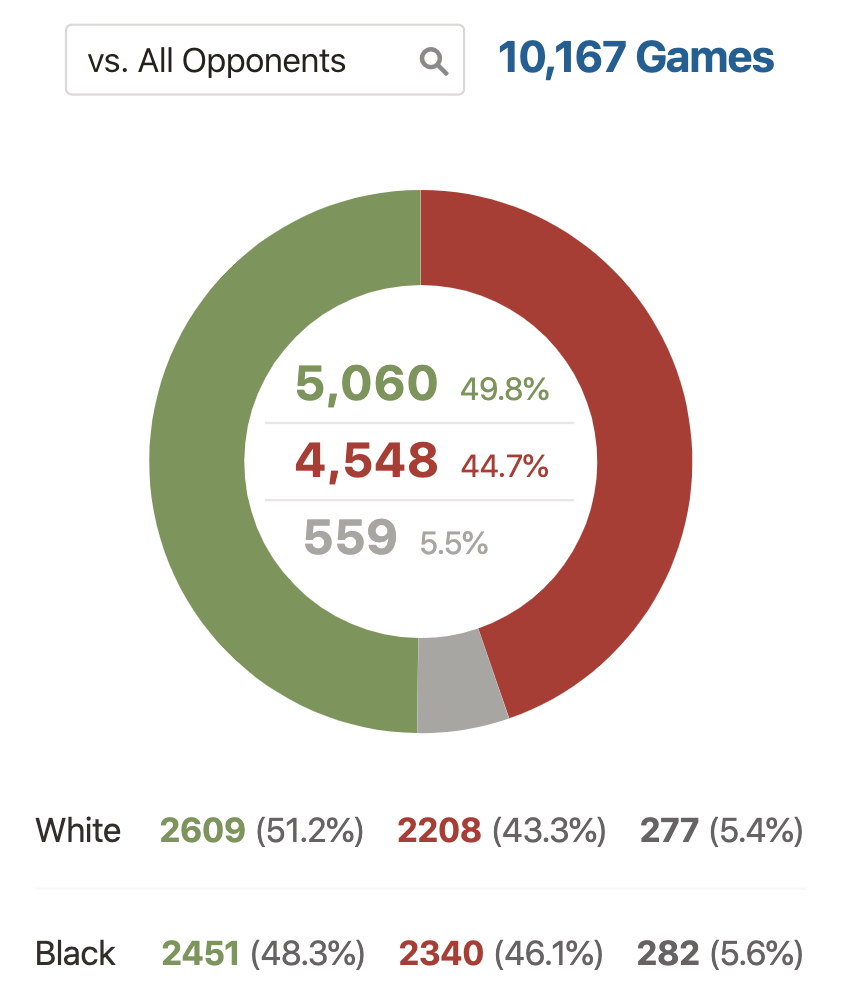 vs. All Opponents 10,167 Games
5,060 49.8%
4,548 44.7%
559 5.5%
White 2609 (51.2%) 2208 (43.3%) 277 (5.4%)
Black 2451 (48.3%) 2340 (46.1%) 282 (5.6%)